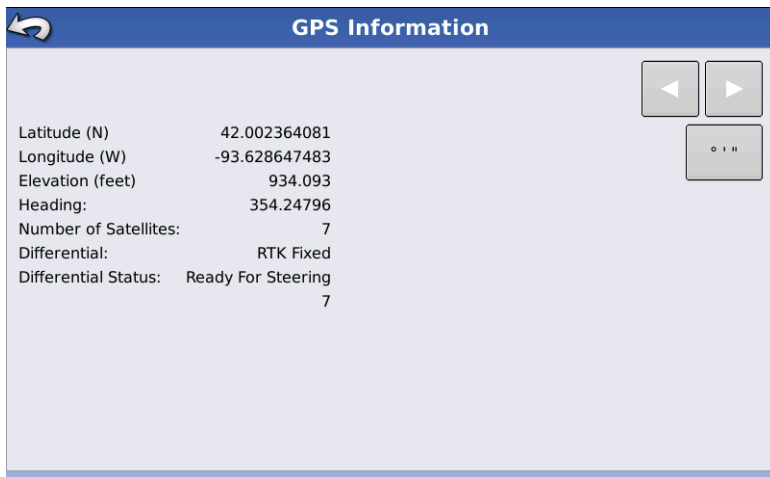 GPS Information
Latitude (N) 42.002364081
Longitude (W) -93.628647483
Elevation (feet) 934.093
Heading: 354.24796
Number of Satellites: 7
Differential: RTK Fixed
Differential Status: Ready For Steering
7
° ' "